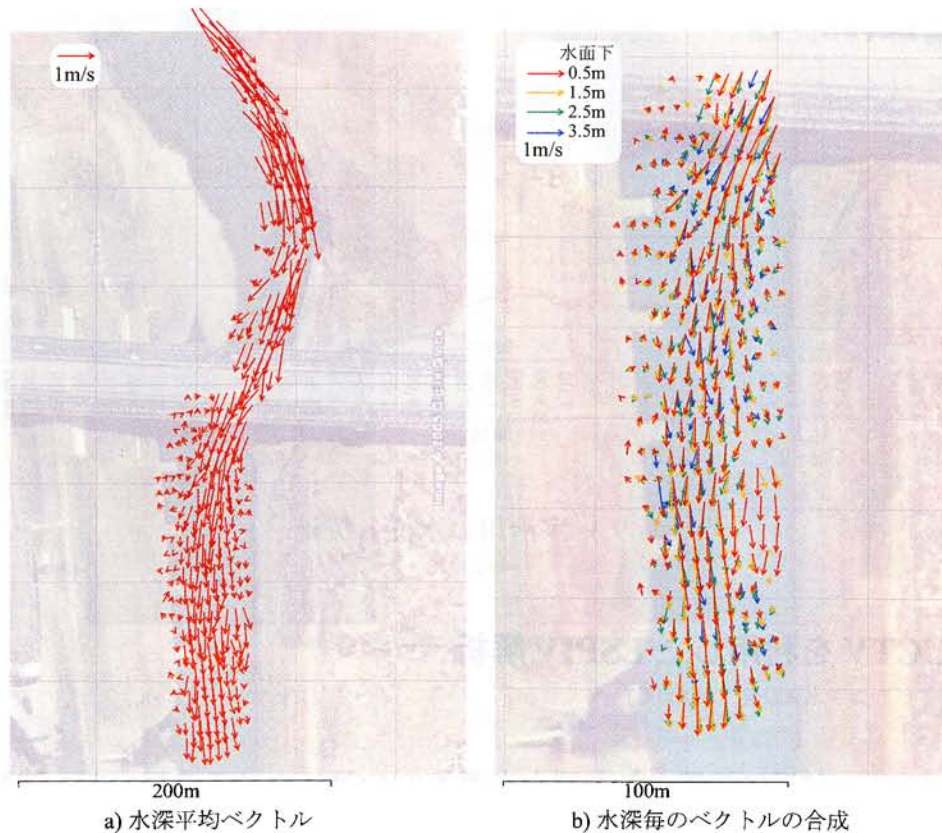 1m/s
水面下
0.5m
1.5m
2.5m
3.5m
1m/s
200m
100m
a) 水深平均ベクトル
b) 水深毎のベクトルの合成